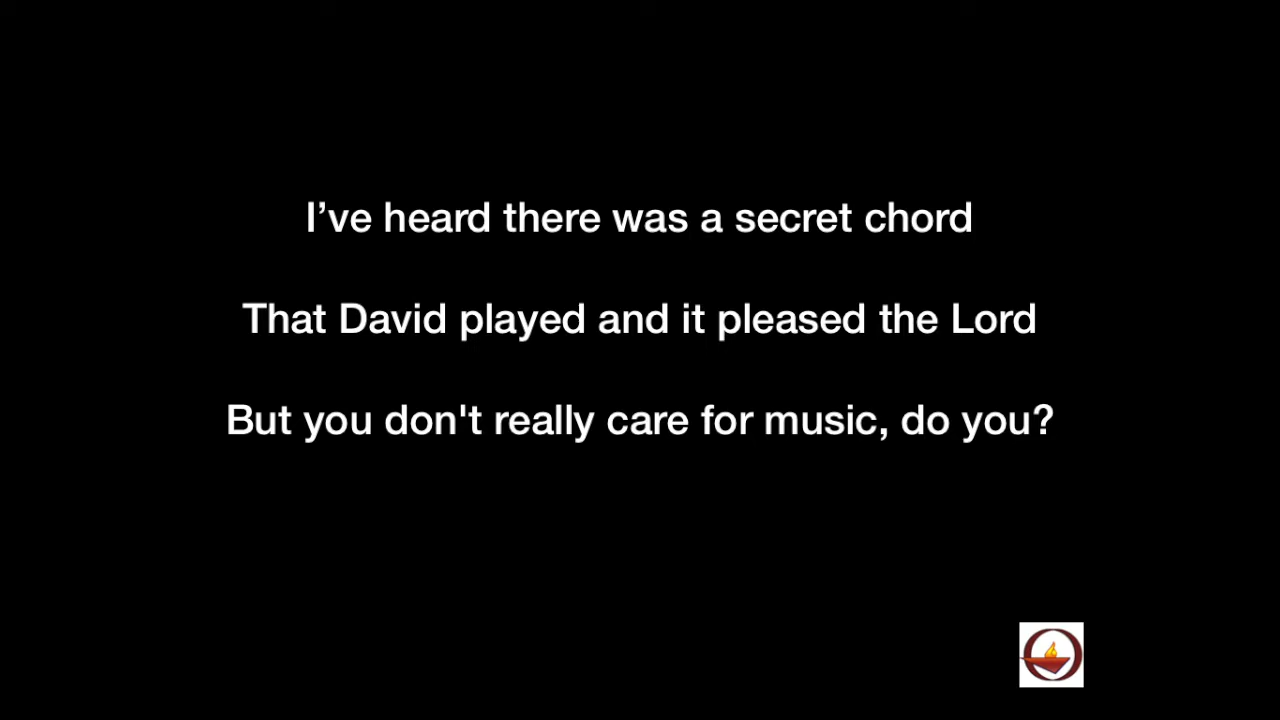 I’ve heard there was a secret chord
That David played and it pleased the Lord
But you don't really care for music, do you?